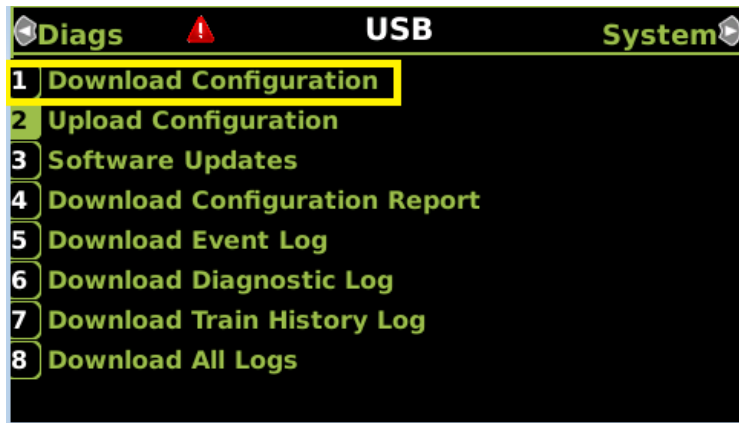 Diags USB System
1 Download Configuration
2 Upload Configuration
3 Software Updates
4 Download Configuration Report
5 Download Event Log
6 Download Diagnostic Log
7 Download Train History Log
8 Download All Logs